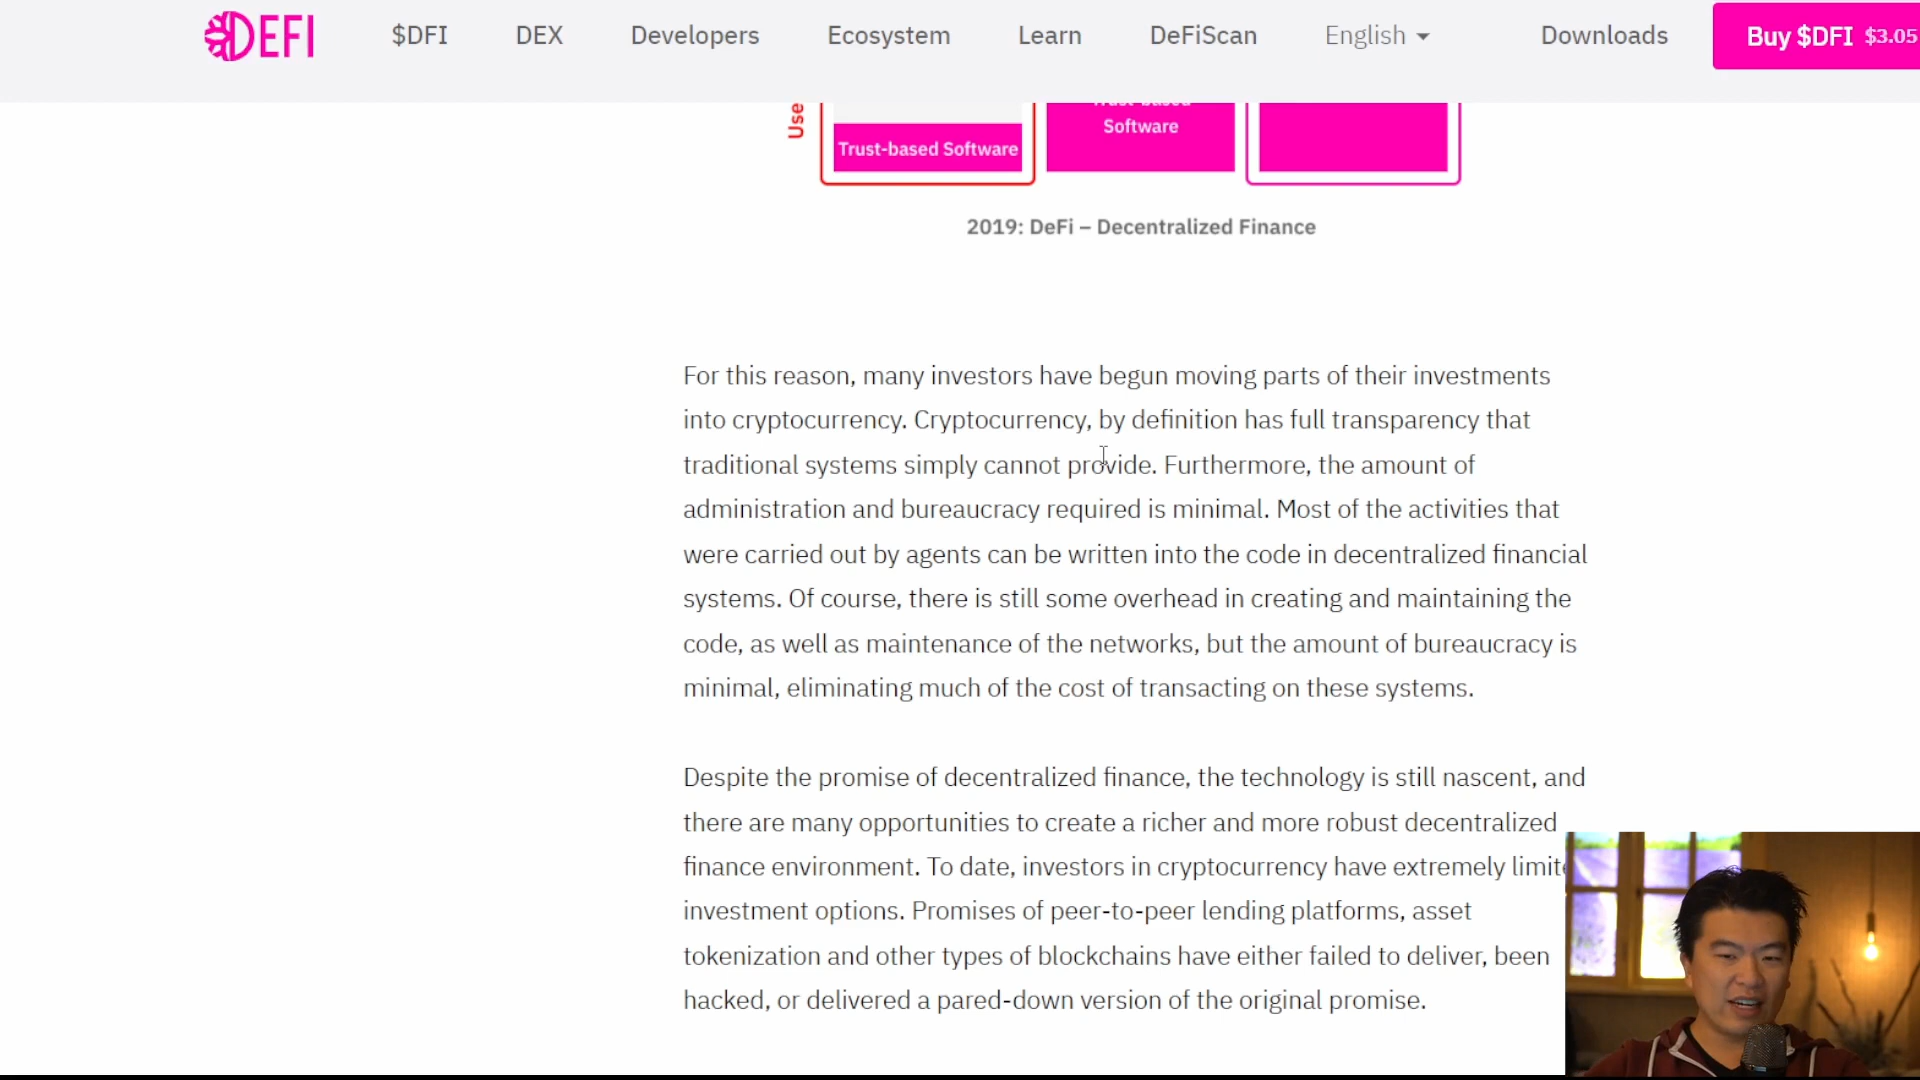 DEFI
$DFI
DEX
Developers
Ecosystem
Learn
DeFiScan
English
Downloads
Buy $DFI $3.05
Use
Trust-based Software
Trust-based
Software
2019: DeFi – Decentralized Finance
For this reason, many investors have begun moving parts of their investments
into cryptocurrency. Cryptocurrency, by definition has full transparency that
traditional systems simply cannot provide. Furthermore, the amount of
administration and bureaucracy required is minimal. Most of the activities that
were carried out by agents can be written into the code in decentralized financial
systems. Of course, there is still some overhead in creating and maintaining the
code, as well as maintenance of the networks, but the amount of bureaucracy is
minimal, eliminating much of the cost of transacting on these systems.
Despite the promise of decentralized finance, the technology is still nascent, and
there are many opportunities to create a richer and more robust decentralized
finance environment. To date, investors in cryptocurrency have extremely limite
investment options. Promises of peer-to-peer lending platforms, asset
tokenization and other types of blockchains have either failed to deliver, been
hacked, or delivered a pared-down version of the original promise.